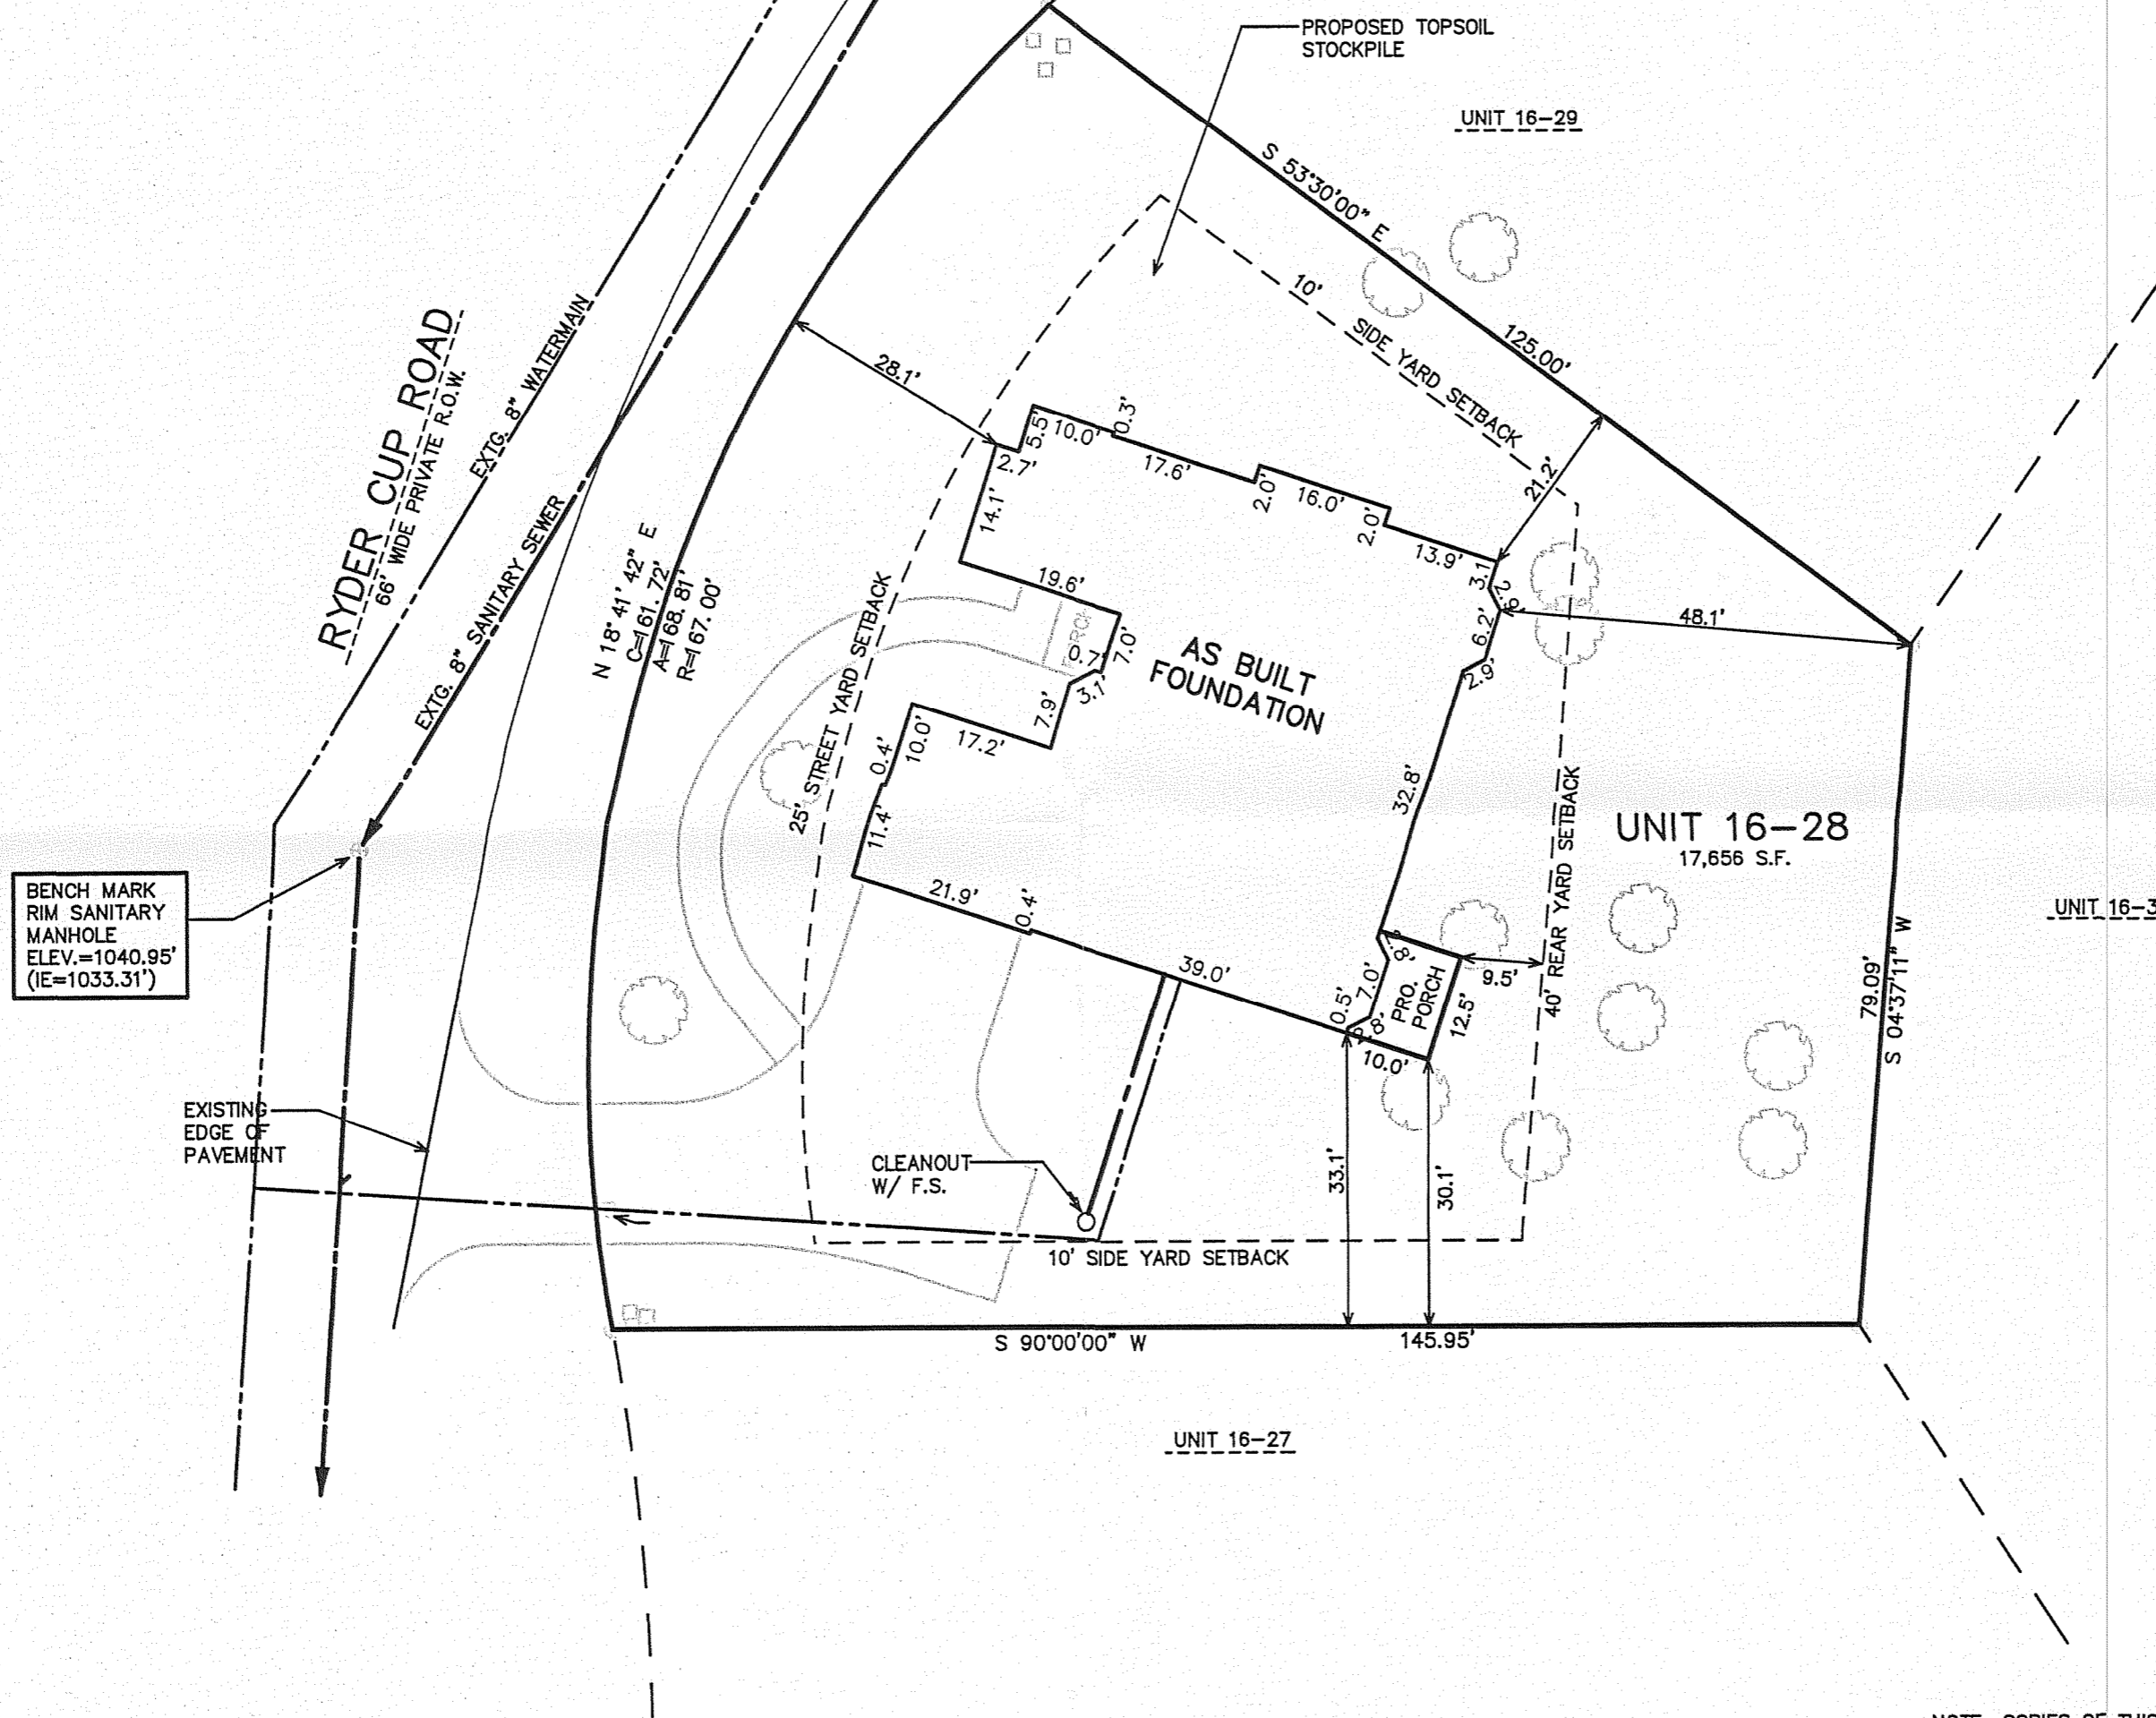 PROPOSED TOPSOIL
STOCKPILE
UNIT 16-29
S 53°30'00" E
125.00'
10'
SIDE YARD SETBACK
RYDER CUP ROAD
66' WIDE PRIVATE R.O.W.
EXTG. 8" WATERMAIN
EXTG. 8" SANITARY SEWER
28.1'
5.5'
10.0'
0.3'
2.7'
17.6'
2.0'
16.0'
2.0'
21.2'
14.1'
13.9'
3.1'
2.9'
6.2'
48.1'
2.9'
N 18°41'42" E
C=161.72'
A=168.81'
R=167.00'
19.6'
PORCH
0.7'
7.0'
3.1'
7.9'
AS BUILT
FOUNDATION
25' STREET YARD SETBACK
0.4'
10.0'
17.2'
11.4'
32.8'
UNIT 16-28
17,656 S.F.
BENCH MARK
RIM SANITARY
MANHOLE
ELEV.=1040.95'
(IE=1033.31')
21.9'
0.4'
39.0'
0.5'
7.0'
PRO.
PORCH
12.5'
9.5'
40' REAR YARD SETBACK
2.8'
10.0'
UNIT 16-3
79.09'
S 04°37'11" W
EXISTING
EDGE OF
PAVEMENT
CLEANOUT
W/ F.S.
33.1'
30.1'
10' SIDE YARD SETBACK
S 90°00'00" W
145.95'
UNIT 16-27